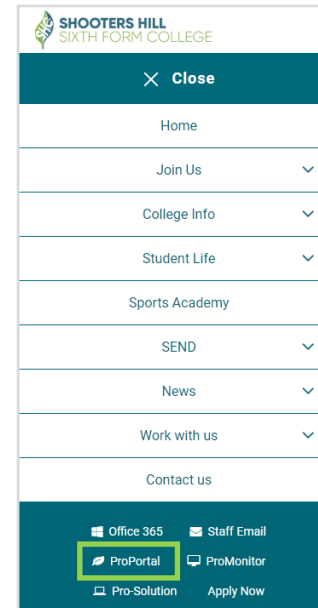 SHOOTERS HILL
SIXTH FORM COLLEGE
Close
Home
Join Us
College Info
Student Life
Sports Academy
SEND
News
Work with us
Contact us
Office 365 Staff Email
ProPortal ProMonitor
Pro-Solution Apply Now